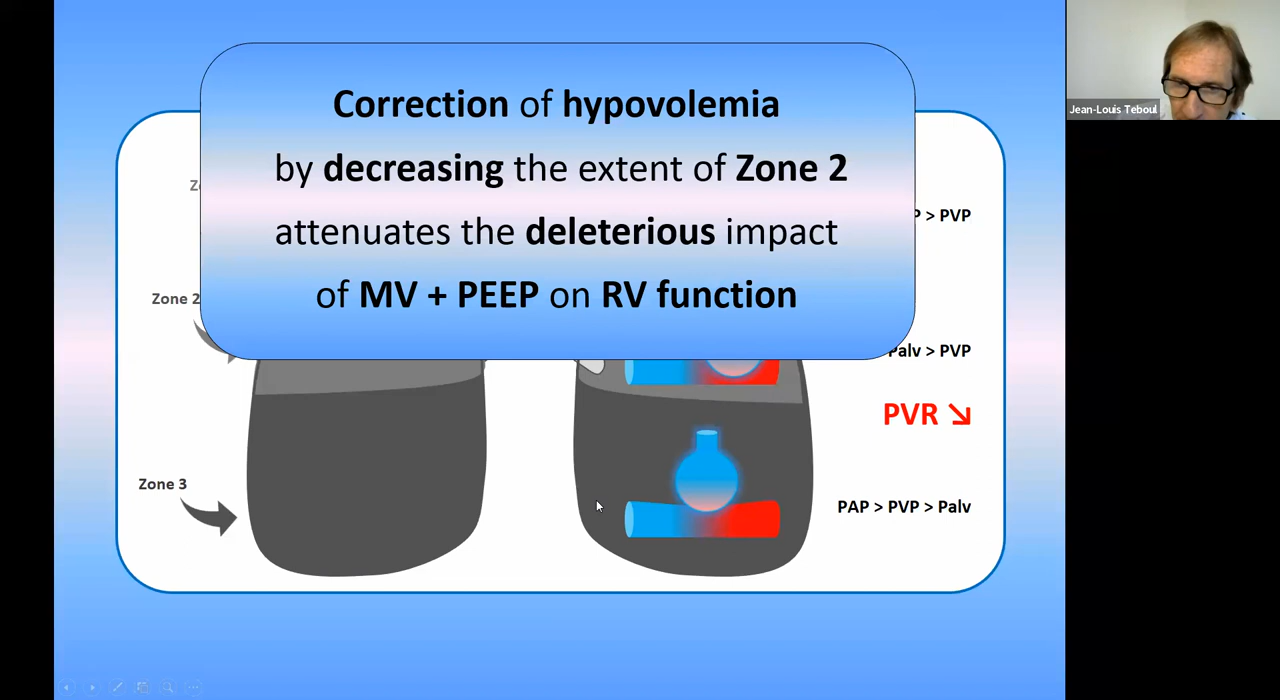 Correction of hypovolemia
by decreasing the extent of Zone 2
attenuates the deleterious impact
of MV + PEEP on RV function
> PVP
Zone 2
Palv > PVP
PVR ↘
Zone 3
PAP > PVP > Palv
Jean-Louis Teboul